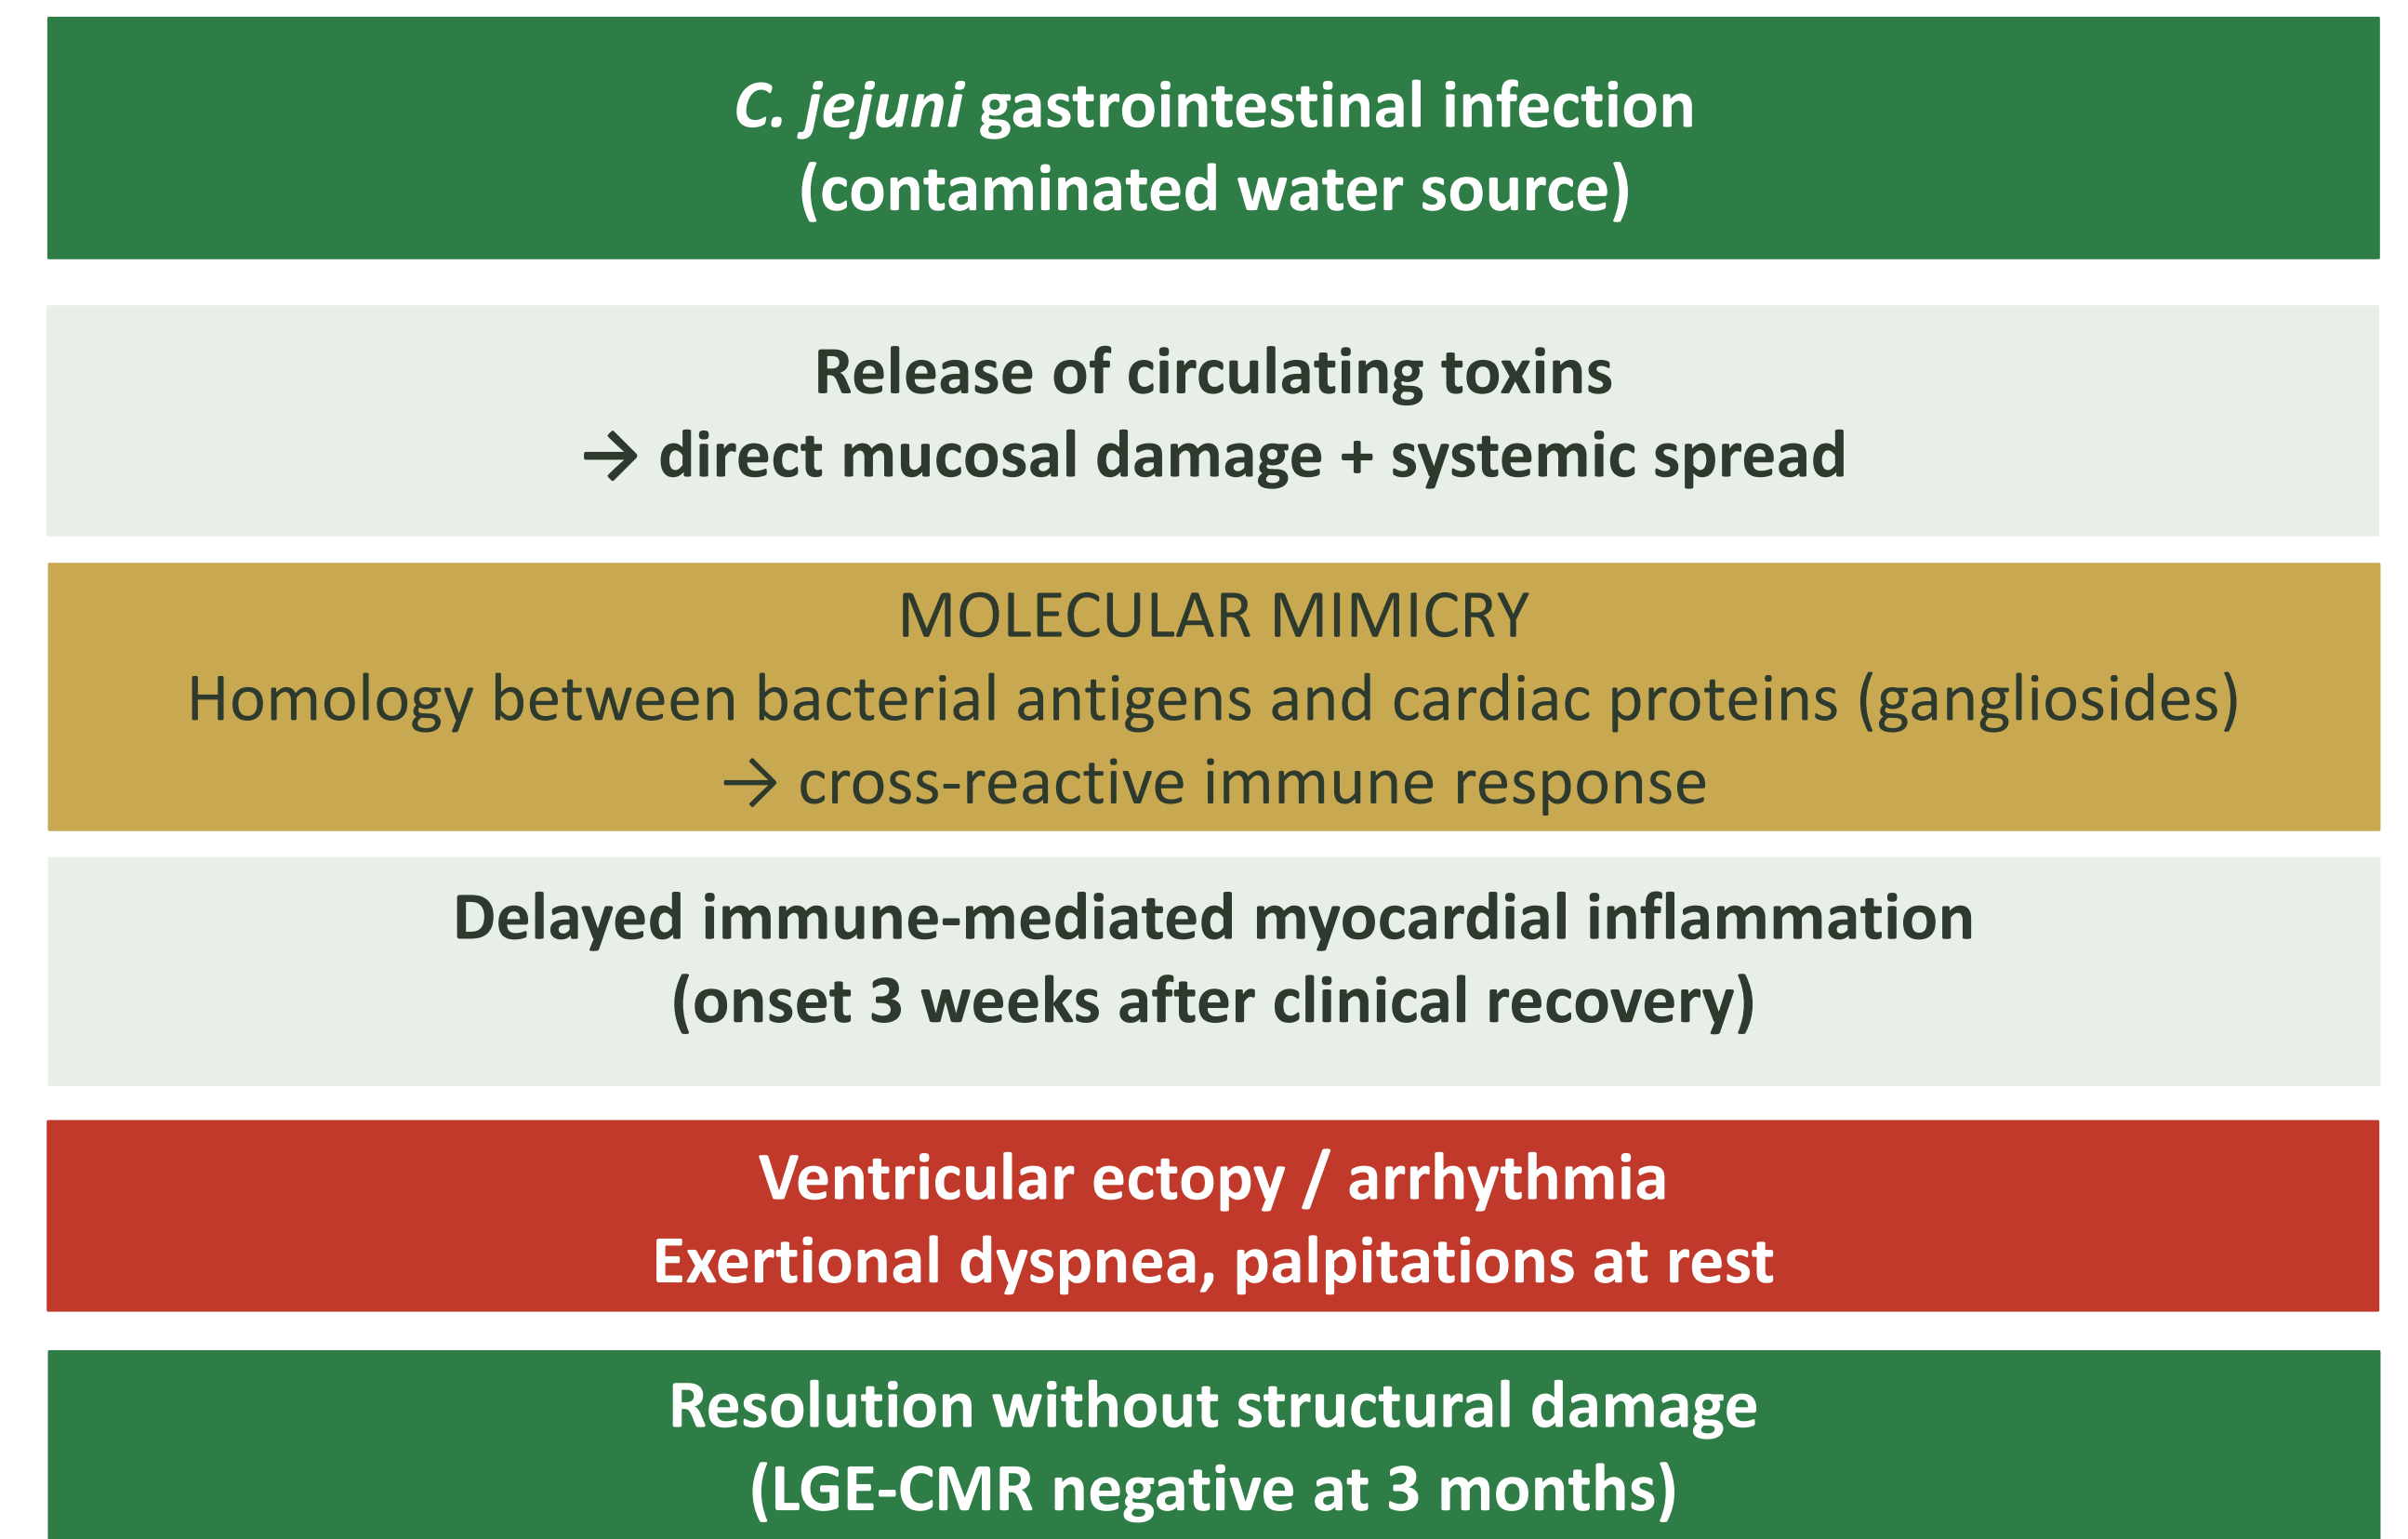 C. jejuni gastrointestinal infection
(contaminated water source)
Release of circulating toxins
→ direct mucosal damage + systemic spread
MOLECULAR MIMICRY
Homology between bacterial antigens and cardiac proteins (gangliosides)
→ cross-reactive immune response
Delayed immune-mediated myocardial inflammation
(onset 3 weeks after clinical recovery)
Ventricular ectopy / arrhythmia
Exertional dyspnea, palpitations at rest
Resolution without structural damage
(LGE-CMR negative at 3 months)